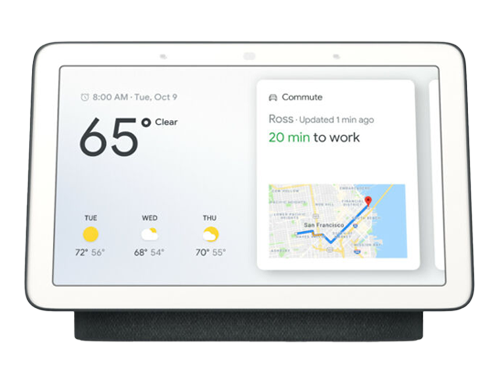 8:00 AM · Tue, Oct 9
65° Clear
TUE WED THU
72° 56° 68° 54° 70° 55°
Commute
Ross · Updated 1 min ago
20 min to work
San Francisco